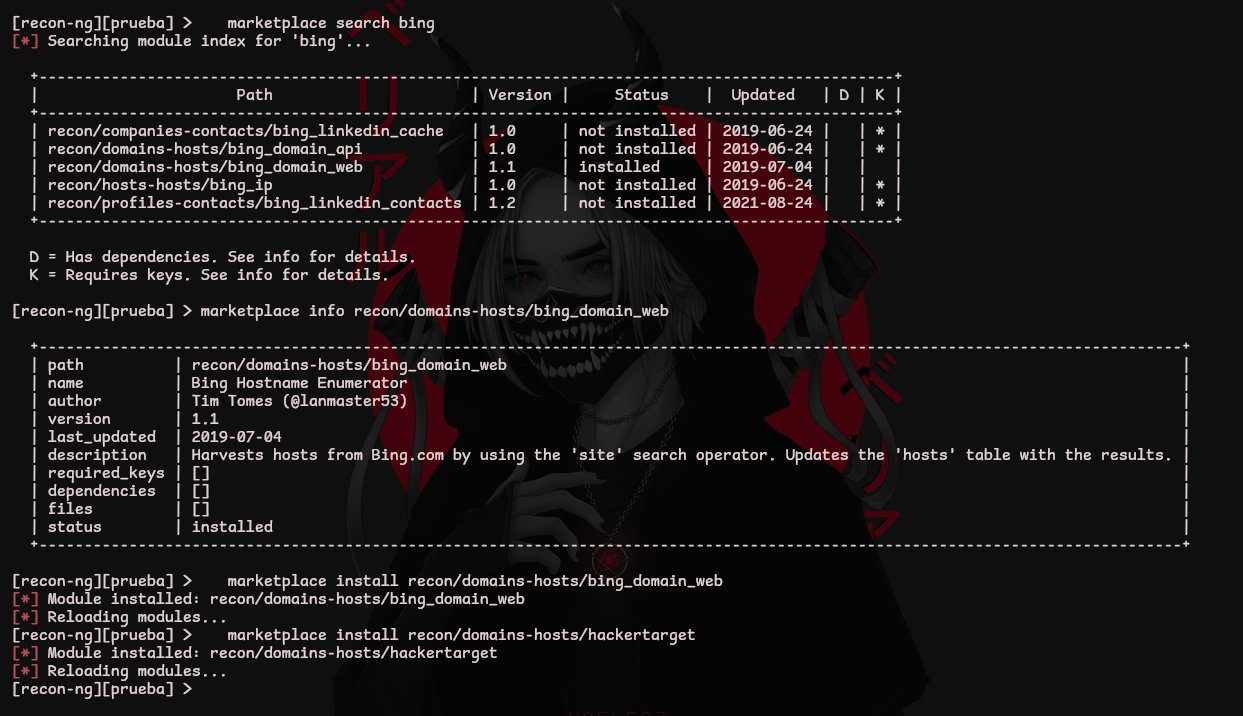 [recon-ng][prueba] >    marketplace search bing
[*] Searching module index for 'bing'...
+-----------------------------------------------------------------------------------------------+
|                      Path                      | Version |     Status    |  Updated   | D | K |
+-----------------------------------------------------------------------------------------------+
| recon/companies-contacts/bing_linkedin_cache   | 1.0     | not installed | 2019-06-24 |   | * |
| recon/domains-hosts/bing_domain_api            | 1.0     | not installed | 2019-06-24 |   | * |
| recon/domains-hosts/bing_domain_web            | 1.1     | installed     | 2019-07-04 |   |   |
| recon/hosts-hosts/bing_ip                      | 1.0     | not installed | 2019-06-24 |   | * |
| recon/profiles-contacts/bing_linkedin_contacts | 1.2     | not installed | 2021-08-24 |   | * |
+-----------------------------------------------------------------------------------------------+
D = Has dependencies. See info for details.
K = Requires keys. See info for details.
[recon-ng][prueba] > marketplace info recon/domains-hosts/bing_domain_web
+-------------------------------------------------------------------------------------------------------------------------------+
| path          | recon/domains-hosts/bing_domain_web                                                                           |
| name          | Bing Hostname Enumerator                                                                                      |
| author        | Tim Tomes (@lanmaster53)                                                                                      |
| version       | 1.1                                                                                                           |
| last_updated  | 2019-07-04                                                                                                    |
| description   | Harvests hosts from Bing.com by using the 'site' search operator. Updates the 'hosts' table with the results. |
| required_keys | []                                                                                                            |
| dependencies  | []                                                                                                            |
| files         | []                                                                                                            |
| status        | installed                                                                                                     |
+-------------------------------------------------------------------------------------------------------------------------------+
[recon-ng][prueba] >    marketplace install recon/domains-hosts/bing_domain_web
[*] Module installed: recon/domains-hosts/bing_domain_web
[*] Reloading modules...
[recon-ng][prueba] >    marketplace install recon/domains-hosts/hackertarget
[*] Module installed: recon/domains-hosts/hackertarget
[*] Reloading modules...
[recon-ng][prueba] >